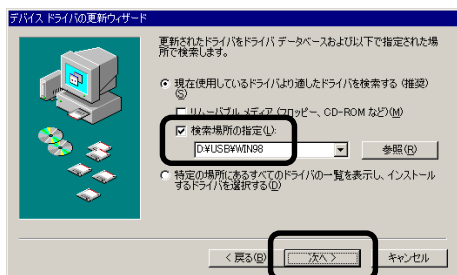 デバイス ドライバの更新ウィザード
更新されたドライバをドライバ データベースおよび以下で指定された場
所で検索します。
現在使用しているドライバより適したドライバを検索する (推奨)
(S)
リムーバブル メディア (フロッピー、CD-ROM など)(M)
検索場所の指定(L):
D:¥USB¥WIN98
参照(R)
特定の場所にあるすべてのドライバの一覧を表示し、インストール
するドライバを選択する(D)
< 戻る(B)
次へ >
キャンセル